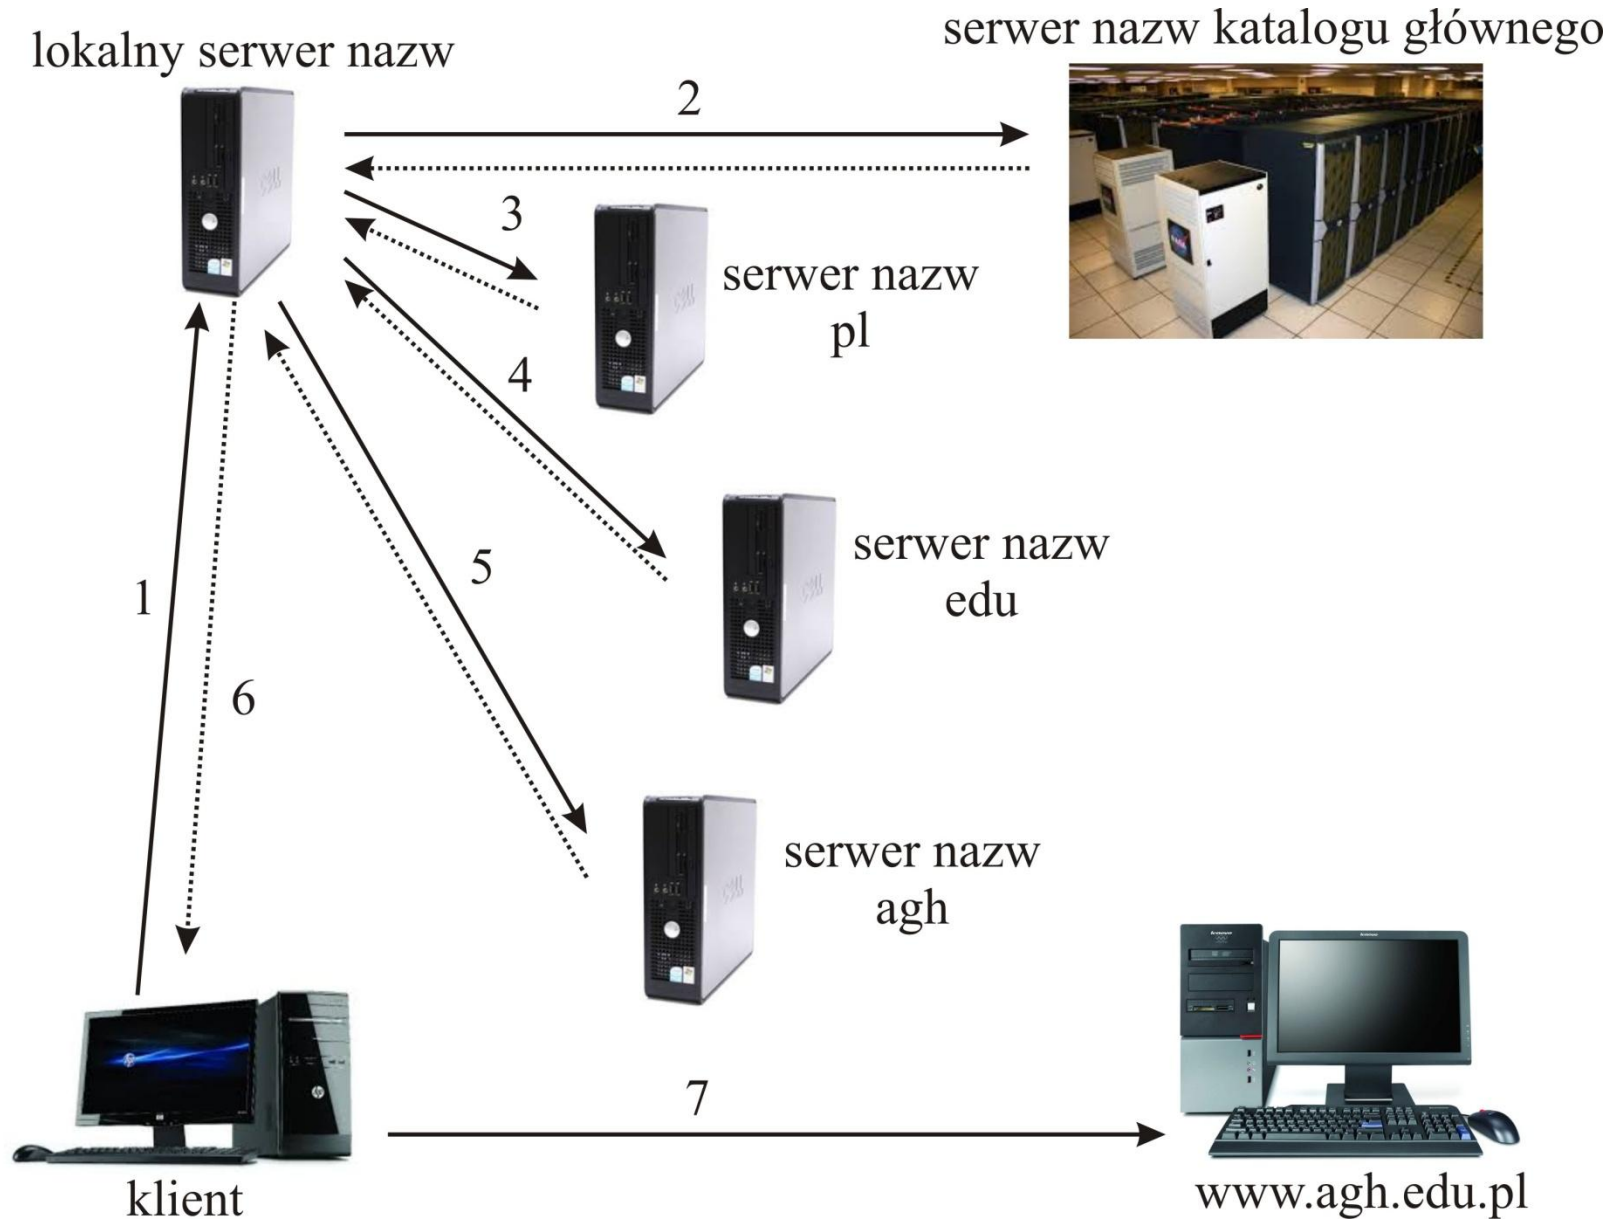 lokalny serwer nazw
serwer nazw katalogu głównego
2
3
serwer nazw
pl
4
serwer nazw
edu
5
1
6
serwer nazw
agh
7
klient
www.agh.edu.pl